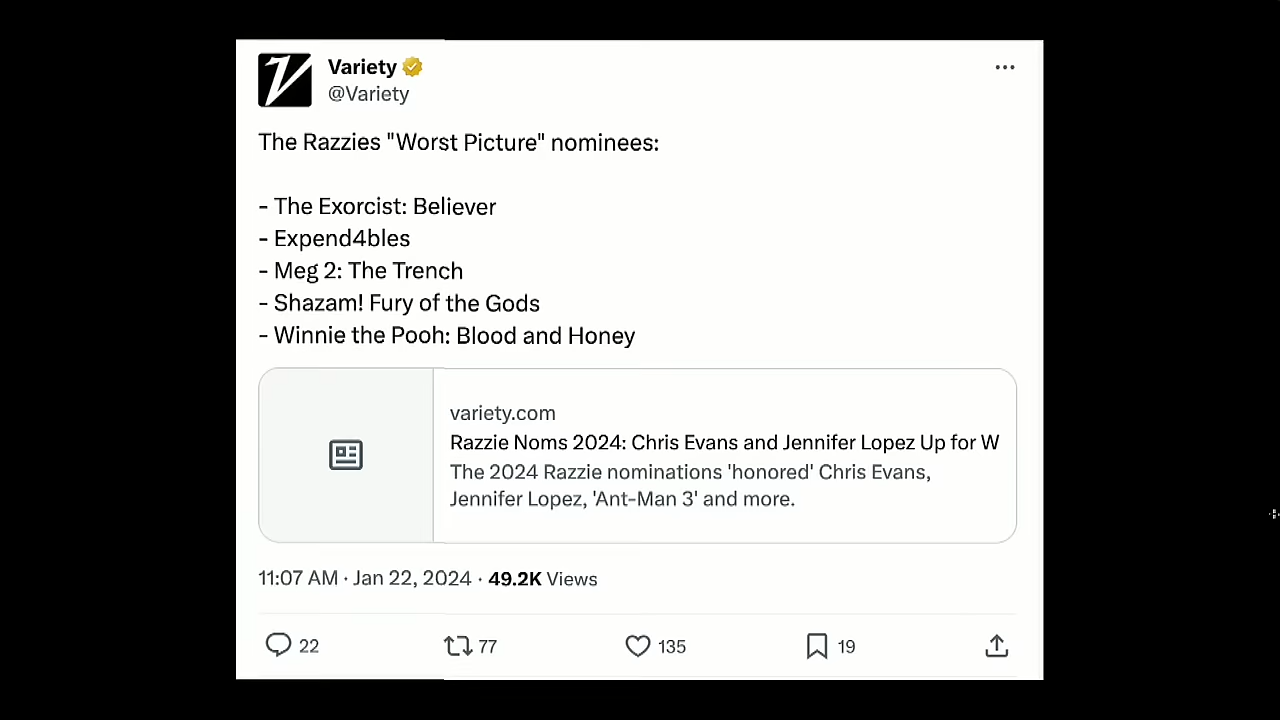 Variety
@Variety
The Razzies "Worst Picture" nominees:
- The Exorcist: Believer
- Expend4bles
- Meg 2: The Trench
- Shazam! Fury of the Gods
- Winnie the Pooh: Blood and Honey
variety.com
Razzie Noms 2024: Chris Evans and Jennifer Lopez Up for W
The 2024 Razzie nominations 'honored' Chris Evans,
Jennifer Lopez, 'Ant-Man 3' and more.
11:07 AM · Jan 22, 2024 · 49.2K Views
22 77 135 19